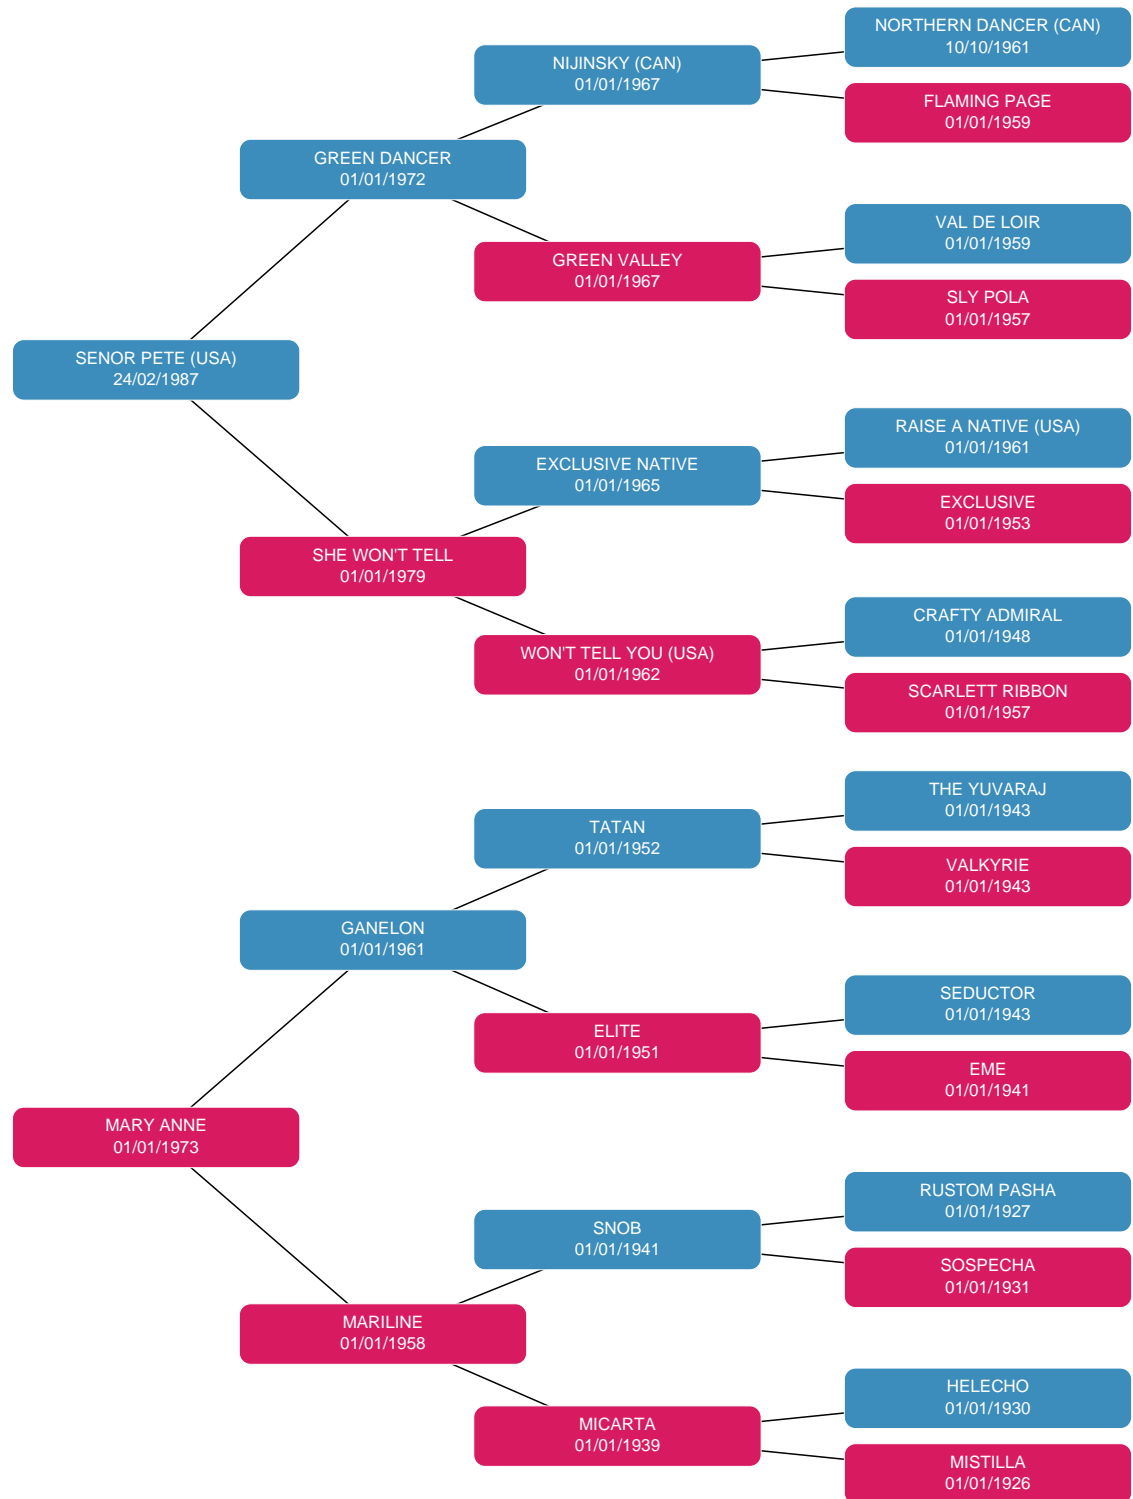 NORTHERN DANCER (CAN)
10/10/1961
NIJINSKY (CAN)
01/01/1967
FLAMING PAGE
01/01/1959
GREEN DANCER
01/01/1972
VAL DE LOIR
01/01/1959
GREEN VALLEY
01/01/1967
SLY POLA
01/01/1957
SENOR PETE (USA)
24/02/1987
RAISE A NATIVE (USA)
01/01/1961
EXCLUSIVE NATIVE
01/01/1965
EXCLUSIVE
01/01/1953
SHE WON'T TELL
01/01/1979
CRAFTY ADMIRAL
01/01/1948
WON'T TELL YOU (USA)
01/01/1962
SCARLETT RIBBON
01/01/1957
THE YUVARAJ
01/01/1943
TATAN
01/01/1952
VALKYRIE
01/01/1943
GANELON
01/01/1961
SEDUCTOR
01/01/1943
ELITE
01/01/1951
EME
01/01/1941
MARY ANNE
01/01/1973
RUSTOM PASHA
01/01/1927
SNOB
01/01/1941
SOSPECHA
01/01/1931
MARILINE
01/01/1958
HELECHO
01/01/1930
MICARTA
01/01/1939
MISTILLA
01/01/1926